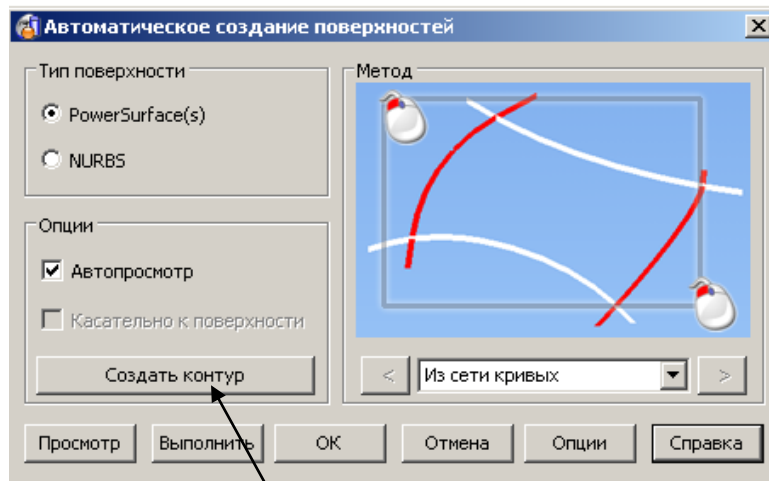 Автоматическое создание поверхностей
Тип поверхности
PowerSurface(s)
NURBS
Опции
Автопросмотр
Касательно к поверхности
Создать контур
Метод
< Из сети кривых >
Просмотр Выполнить ОК Отмена Опции Справка